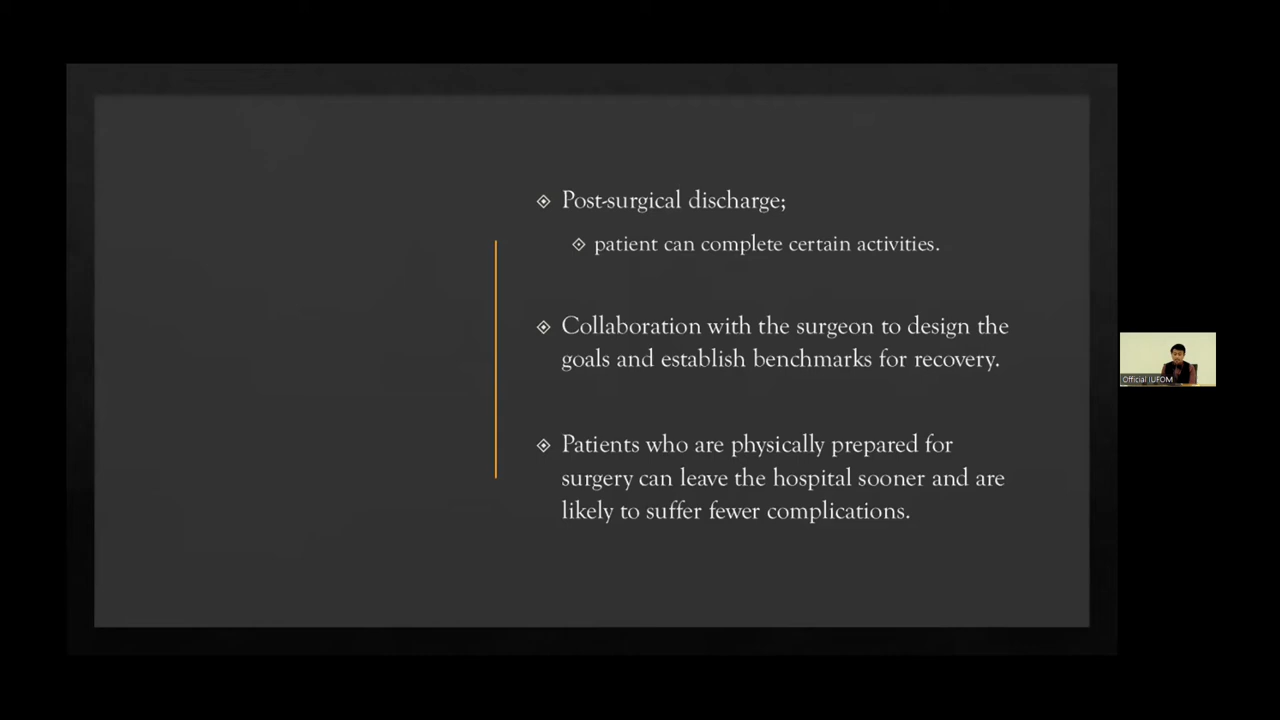 Post-surgical discharge;
patient can complete certain activities.
Collaboration with the surgeon to design the
goals and establish benchmarks for recovery.
Patients who are physically prepared for
surgery can leave the hospital sooner and are
likely to suffer fewer complications.
Official IUFOM